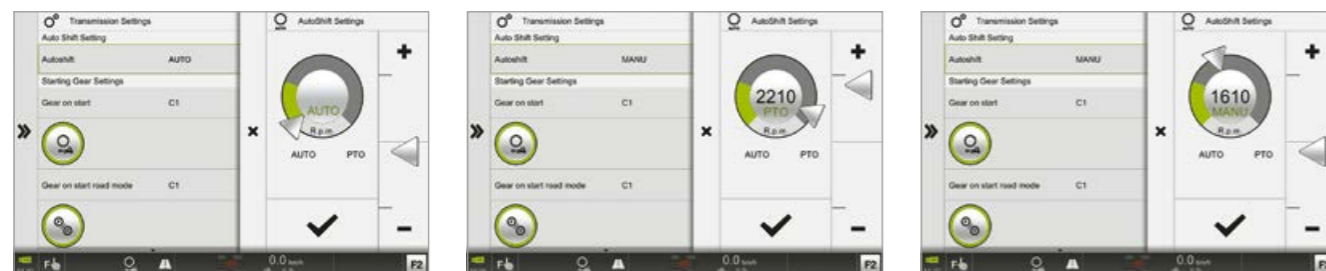 Transmission Settings
Auto Shift Setting
Autoshift AUTO
Starting Gear Settings
Gear on start C1
Gear on start road mode C1
AutoShift Settings
AUTO
R.p.m.
AUTO PTO
0.0
F2
Transmission Settings
Auto Shift Setting
Autoshift MANU
Starting Gear Settings
Gear on start C1
Gear on start road mode C1
AutoShift Settings
2210
PTO
R.p.m.
AUTO PTO
0.0
F2
Transmission Settings
Auto Shift Setting
Autoshift MANU
Starting Gear Settings
Gear on start C1
Gear on start road mode C1
AutoShift Settings
1610
MANU
R.p.m.
AUTO PTO
0.0